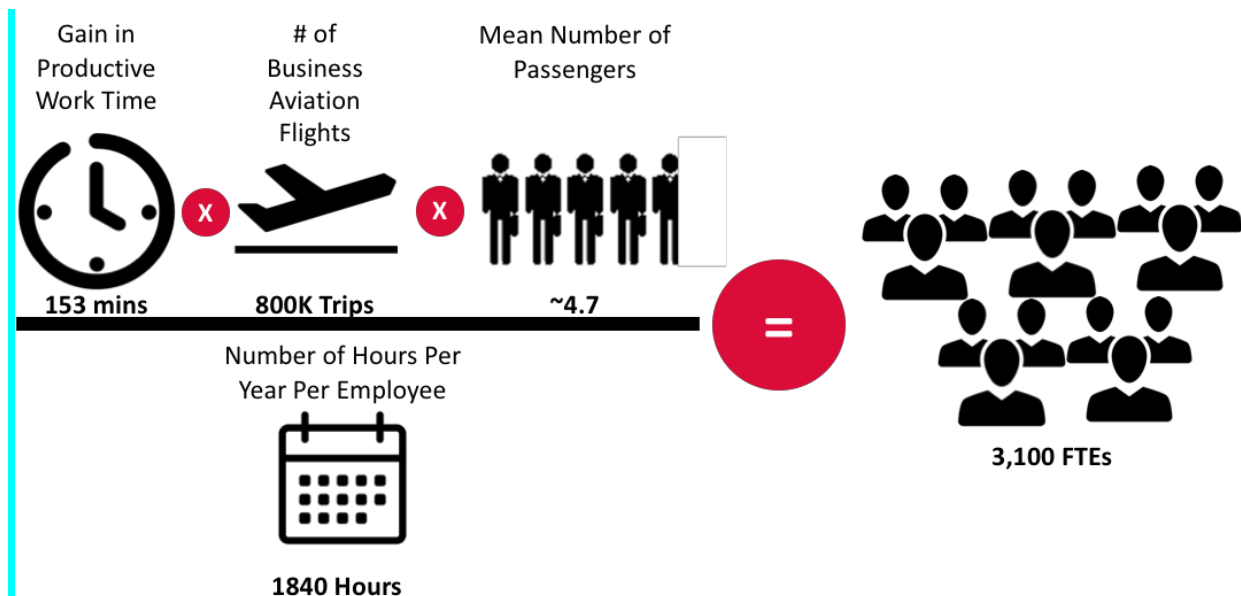 Gain in
Productive
Work Time
# of
Business
Aviation
Flights
Mean Number of
Passengers
X
X
153 mins
800K Trips
~4.7
=
Number of Hours Per
Year Per Employee
1840 Hours
3,100 FTEs